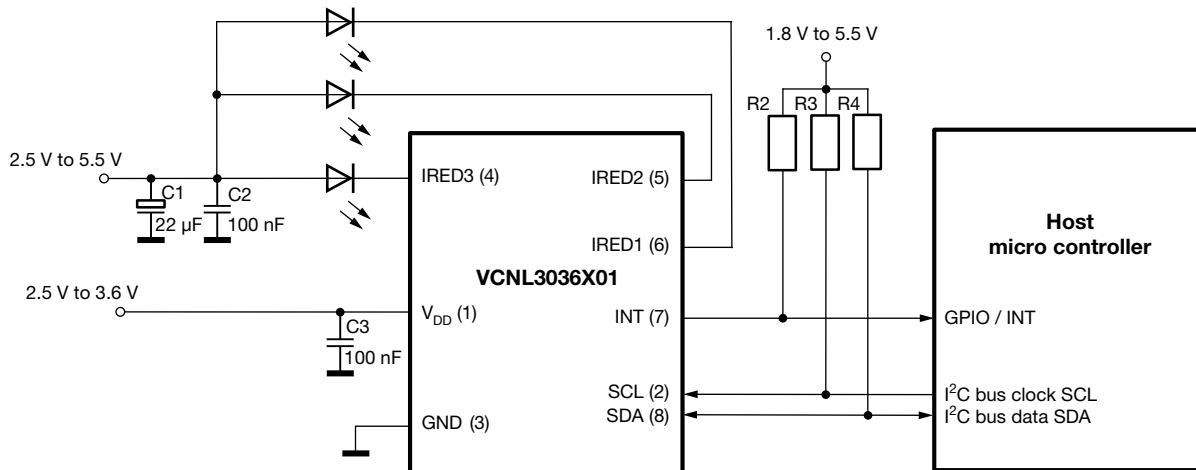 1.8 V to 5.5 V
R2 R3 R4
2.5 V to 5.5 V
C1
22 µF
C2
100 nF
IRED3 (4)
IRED2 (5)
IRED1 (6)
Host
micro controller
VCNL3036X01
2.5 V to 3.6 V
C3
100 nF
VDD (1)
INT (7)
GPIO / INT
SCL (2)
I²C bus clock SCL
SDA (8)
I²C bus data SDA
GND (3)